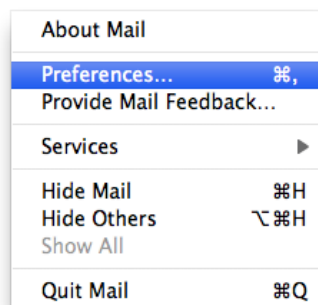 About Mail
Preferences... ⌘,
Provide Mail Feedback...
Services ▶
Hide Mail ⌘H
Hide Others ⌥⌘H
Show All
Quit Mail ⌘Q